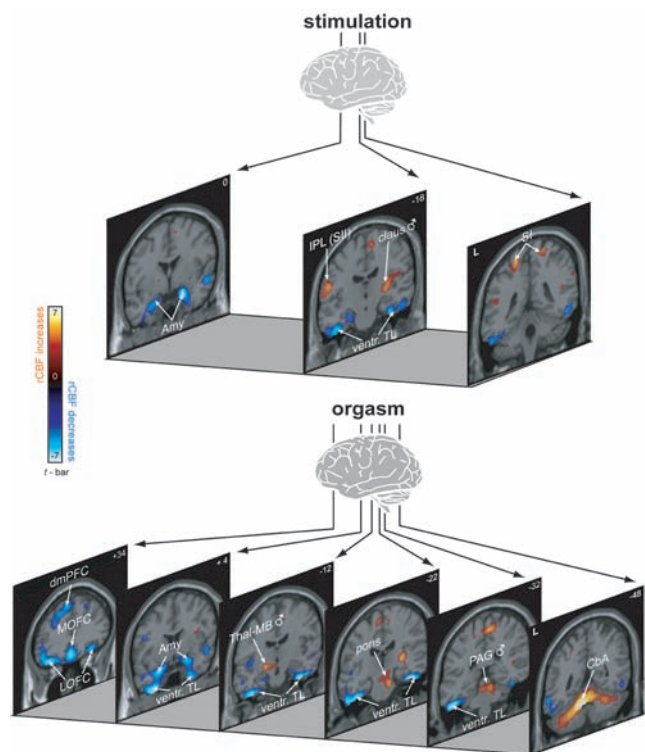 stimulation
0
Amy
-16
IPL (SII)
claus ♂
ventr. TL
L
SI
rCBF increases
7
0
-7
rCBF decreases
t - bar
orgasm
+34
dmPFC
MOFC
LOFC
+4
Amy
ventr. TL
-12
Thal-MB ♂
ventr. TL
-22
pons
ventr. TL
-32
PAG ♂
ventr. TL
-48
L
CbA